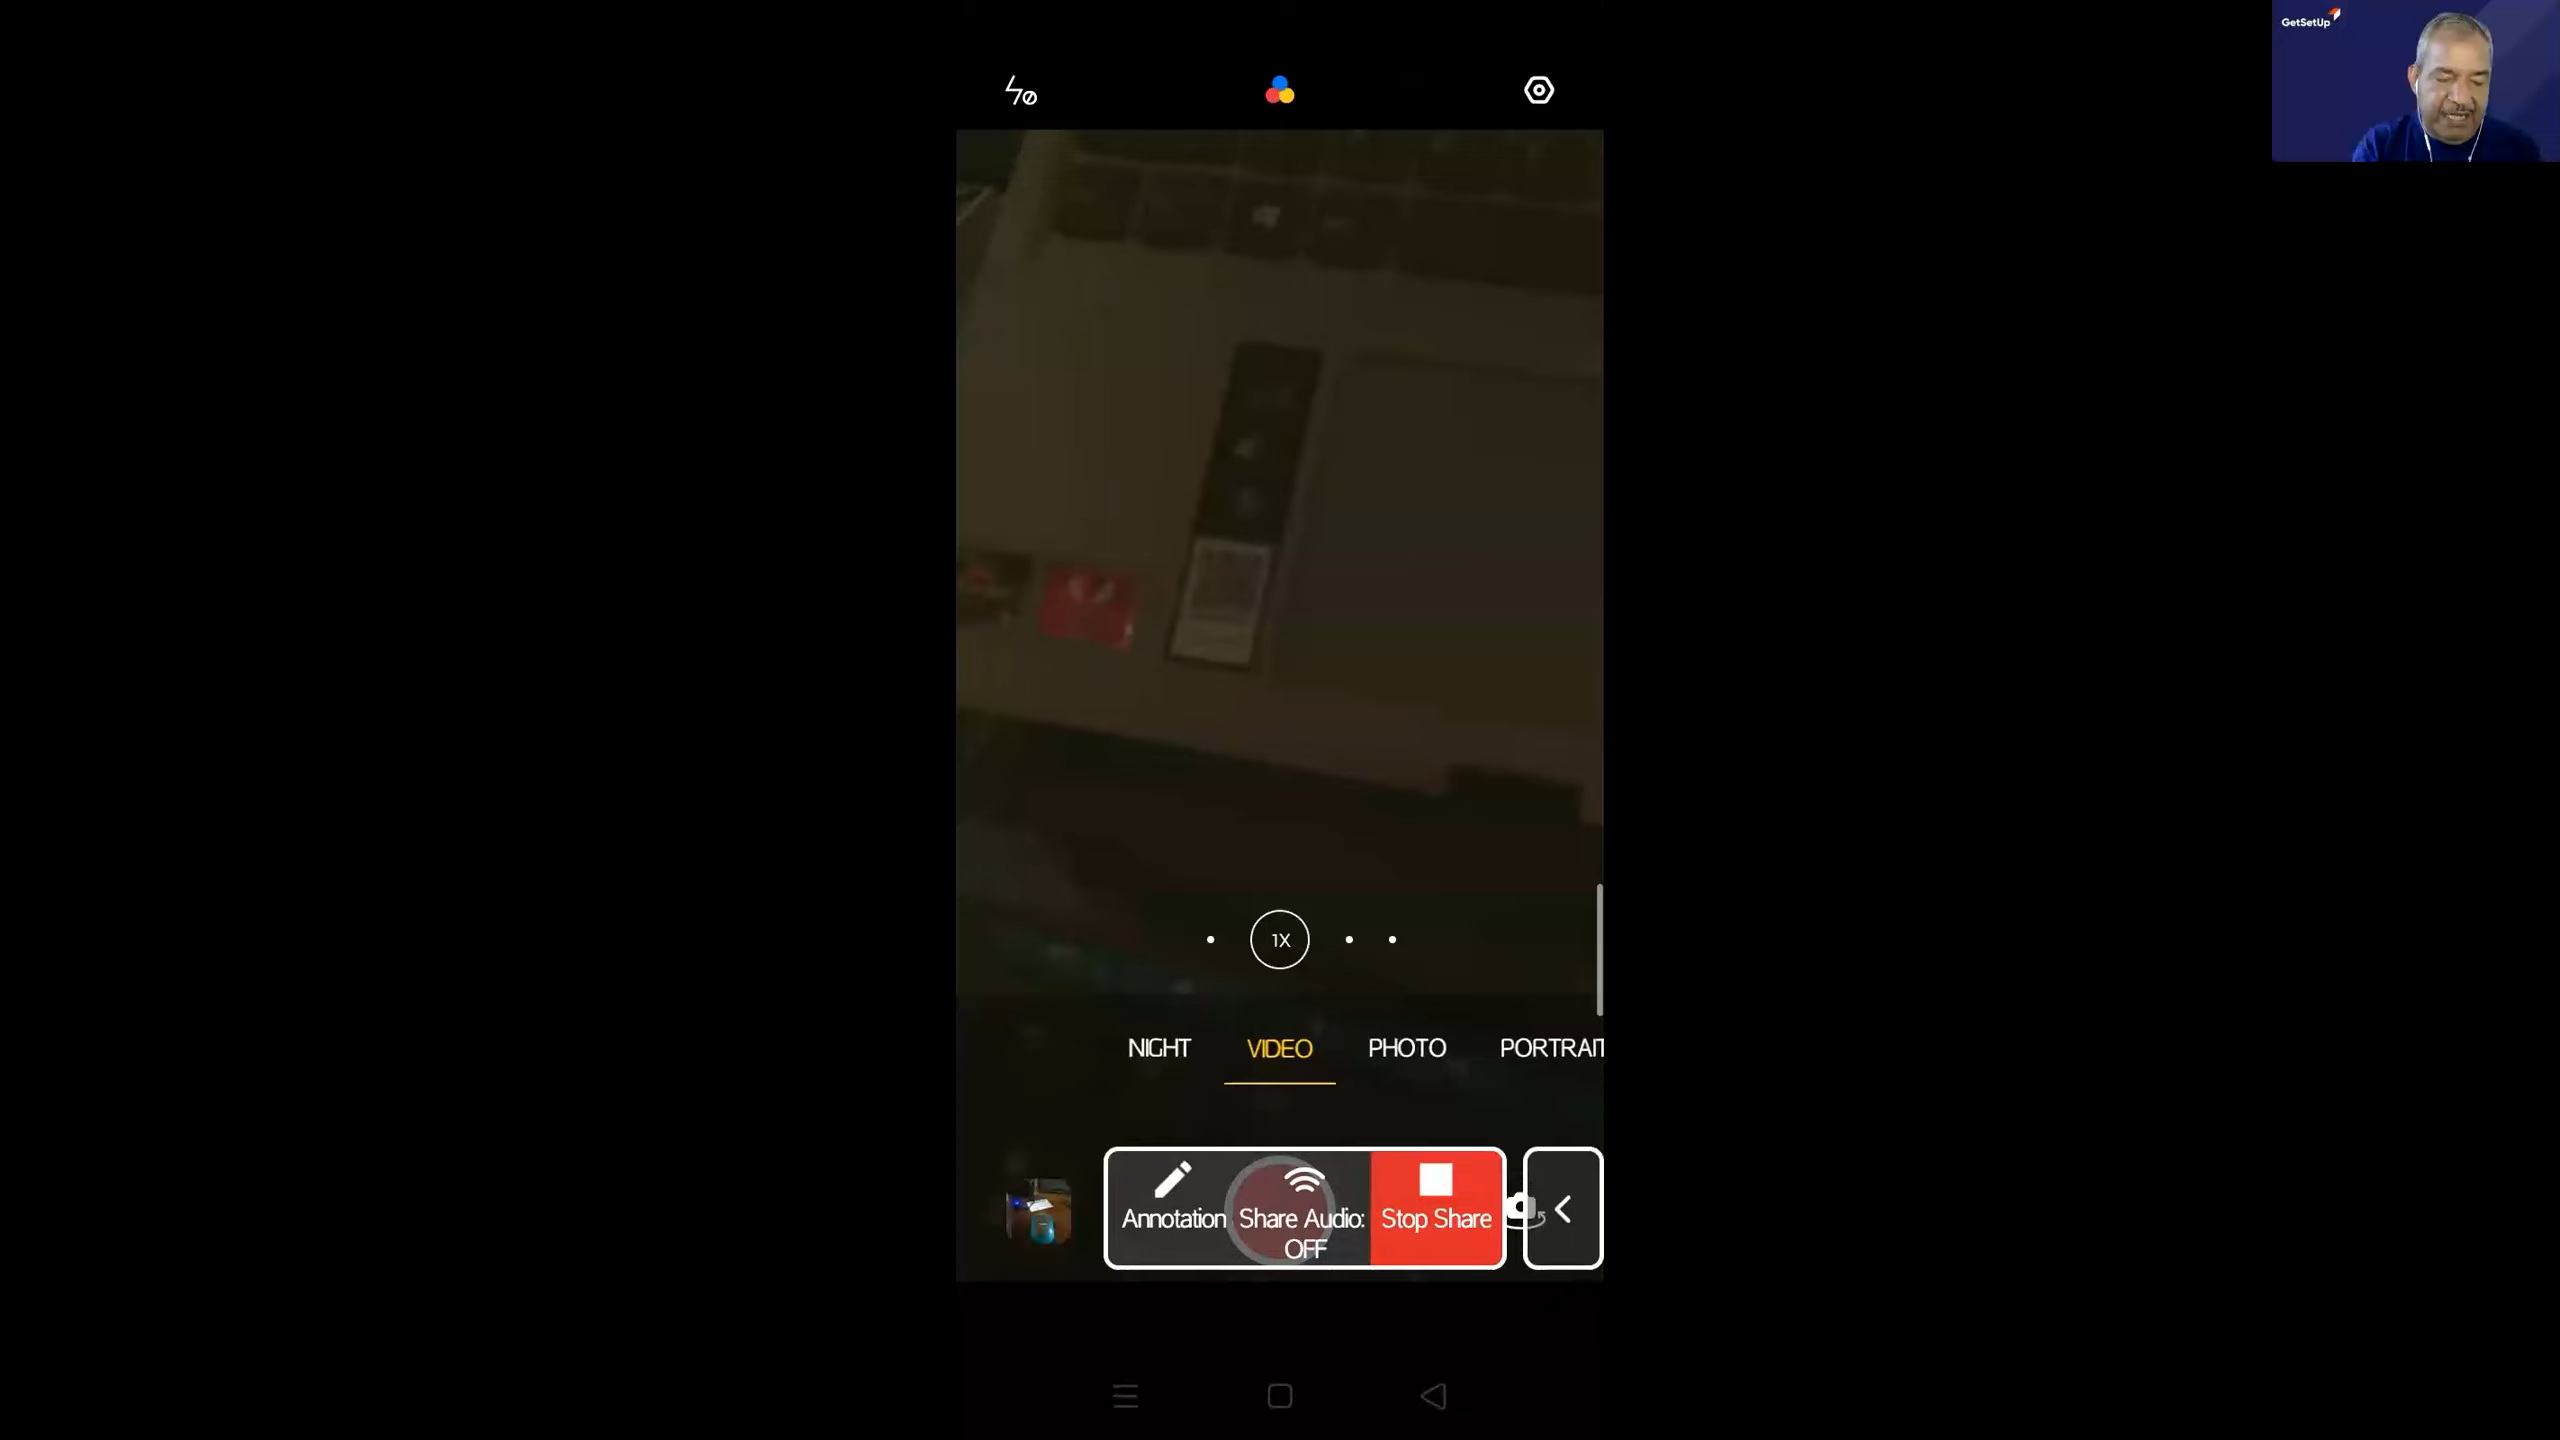 GetSetUp
1X
NIGHT
VIDEO
PHOTO
PORTRAIT
Annotation
Share Audio:
OFF
Stop Share